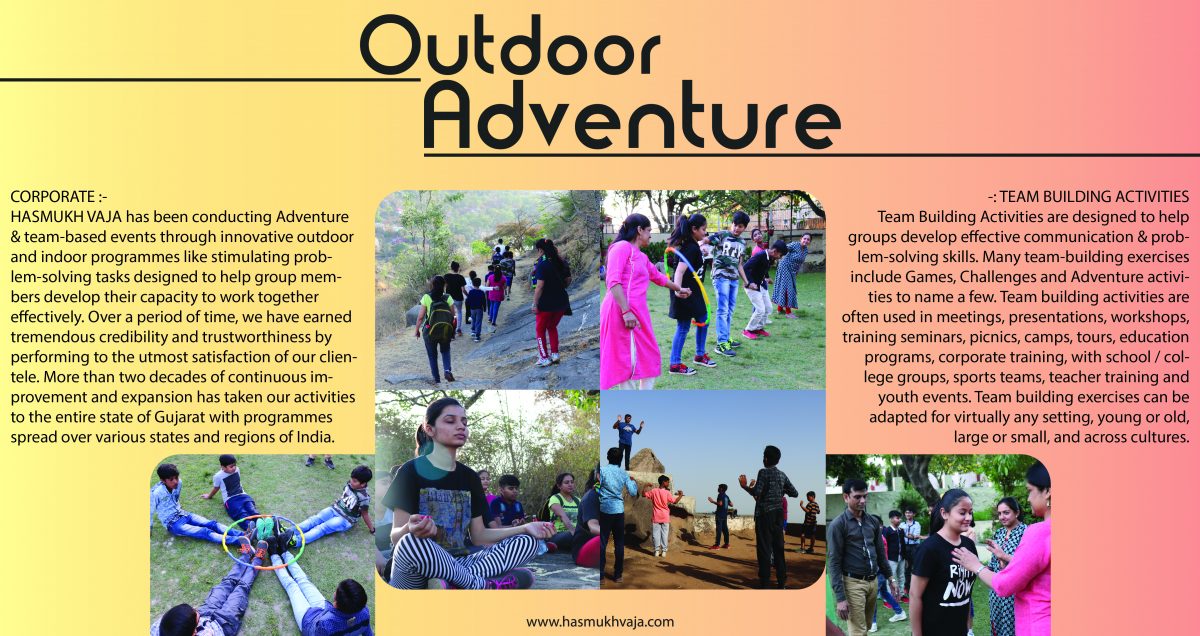 Outdoor
Adventure
CORPORATE :-
HASMUKH VAJA has been conducting Adventure
& team-based events through innovative outdoor
and indoor programmes like stimulating prob-
lem-solving tasks designed to help group mem-
bers develop their capacity to work together
effectively. Over a period of time, we have earned
tremendous credibility and trustworthiness by
performing to the utmost satisfaction of our clien-
tele. More than two decades of continuous im-
provement and expansion has taken our activities
to the entire state of Gujarat with programmes
spread over various states and regions of India.
-: TEAM BUILDING ACTIVITIES
Team Building Activities are designed to help
groups develop effective communication & prob-
lem-solving skills. Many team-building exercises
include Games, Challenges and Adventure activi-
ties to name a few. Team building activities are
often used in meetings, presentations, workshops,
training seminars, picnics, camps, tours, education
programs, corporate training, with school / col-
lege groups, sports teams, teacher training and
youth events. Team building exercises can be
adapted for virtually any setting, young or old,
large or small, and across cultures.
NOW
www.hasmukhvaja.com